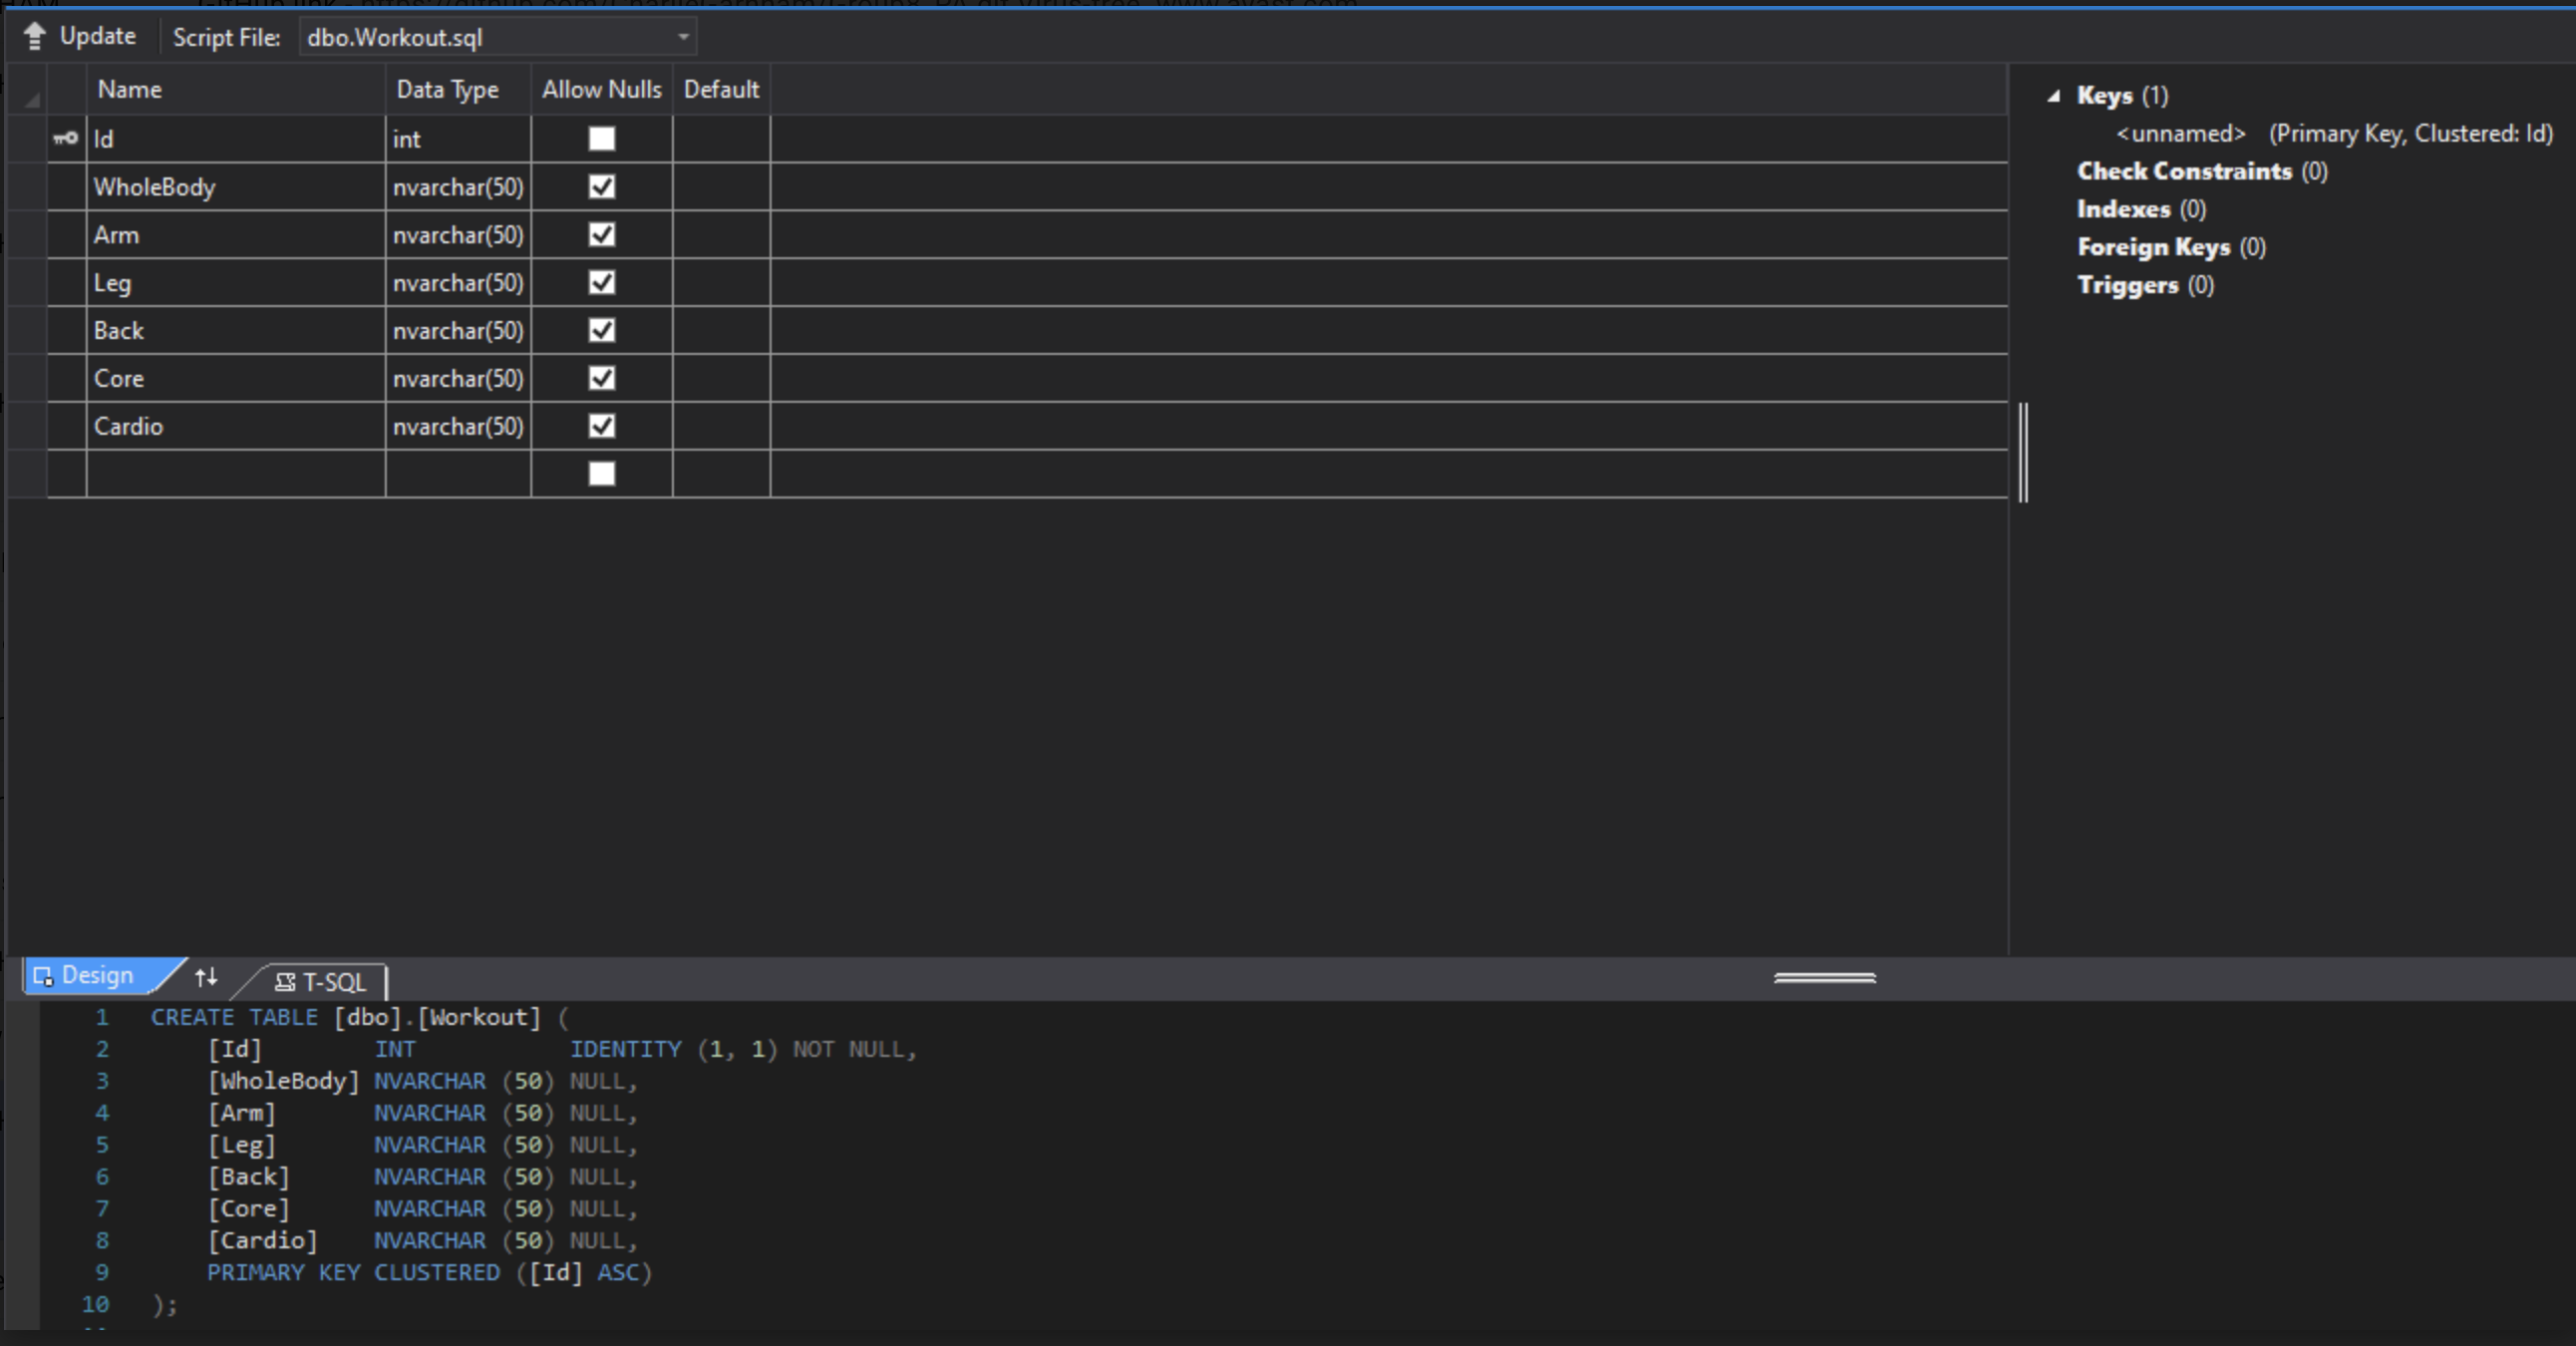 Update Script File: dbo.Workout.sql
Name Data Type Allow Nulls Default
Id int
WholeBody nvarchar(50)
Arm nvarchar(50)
Leg nvarchar(50)
Back nvarchar(50)
Core nvarchar(50)
Cardio nvarchar(50)
Keys (1)
<unnamed> (Primary Key, Clustered: Id)
Check Constraints (0)
Indexes (0)
Foreign Keys (0)
Triggers (0)
Design T-SQL
1 CREATE TABLE [dbo].[Workout] (
2 [Id] INT IDENTITY (1, 1) NOT NULL,
3 [WholeBody] NVARCHAR (50) NULL,
4 [Arm] NVARCHAR (50) NULL,
5 [Leg] NVARCHAR (50) NULL,
6 [Back] NVARCHAR (50) NULL,
7 [Core] NVARCHAR (50) NULL,
8 [Cardio] NVARCHAR (50) NULL,
9 PRIMARY KEY CLUSTERED ([Id] ASC)
10 );